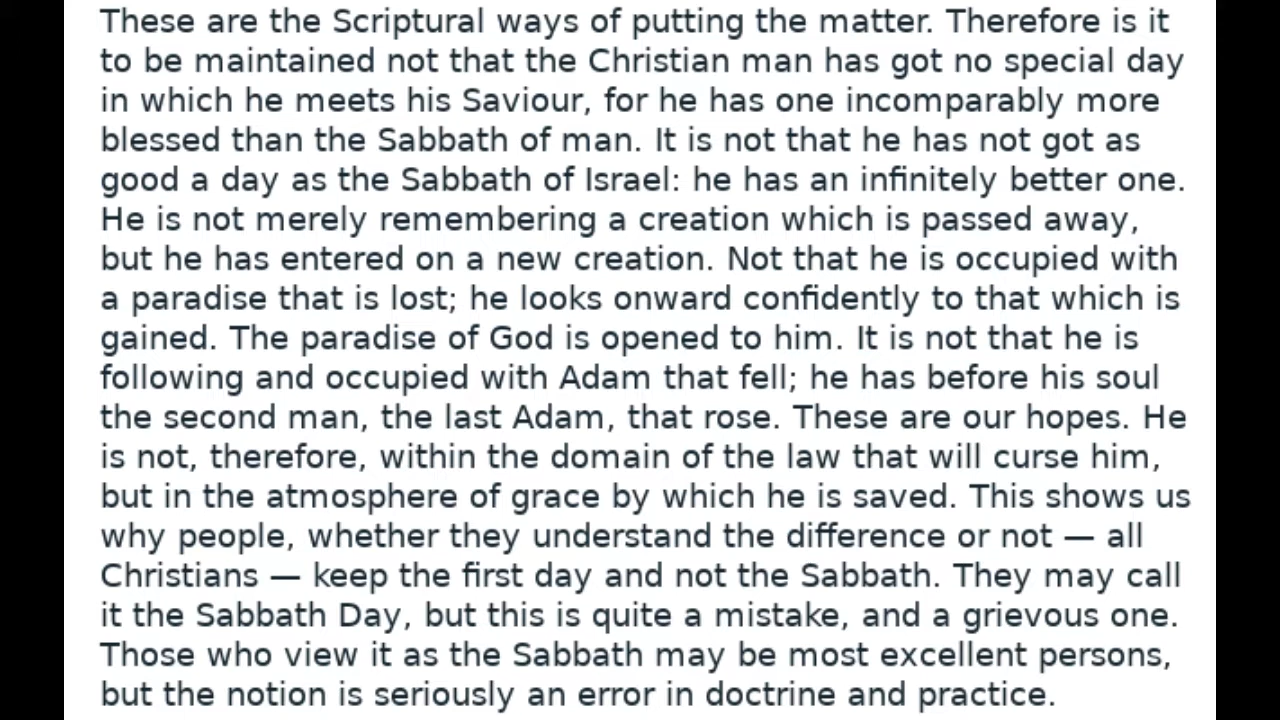 These are the Scriptural ways of putting the matter. Therefore is it
to be maintained not that the Christian man has got no special day
in which he meets his Saviour, for he has one incomparably more
blessed than the Sabbath of man. It is not that he has not got as
good a day as the Sabbath of Israel: he has an infinitely better one.
He is not merely remembering a creation which is passed away,
but he has entered on a new creation. Not that he is occupied with
a paradise that is lost; he looks onward confidently to that which is
gained. The paradise of God is opened to him. It is not that he is
following and occupied with Adam that fell; he has before his soul
the second man, the last Adam, that rose. These are our hopes. He
is not, therefore, within the domain of the law that will curse him,
but in the atmosphere of grace by which he is saved. This shows us
why people, whether they understand the difference or not — all
Christians — keep the first day and not the Sabbath. They may call
it the Sabbath Day, but this is quite a mistake, and a grievous one.
Those who view it as the Sabbath may be most excellent persons,
but the notion is seriously an error in doctrine and practice.